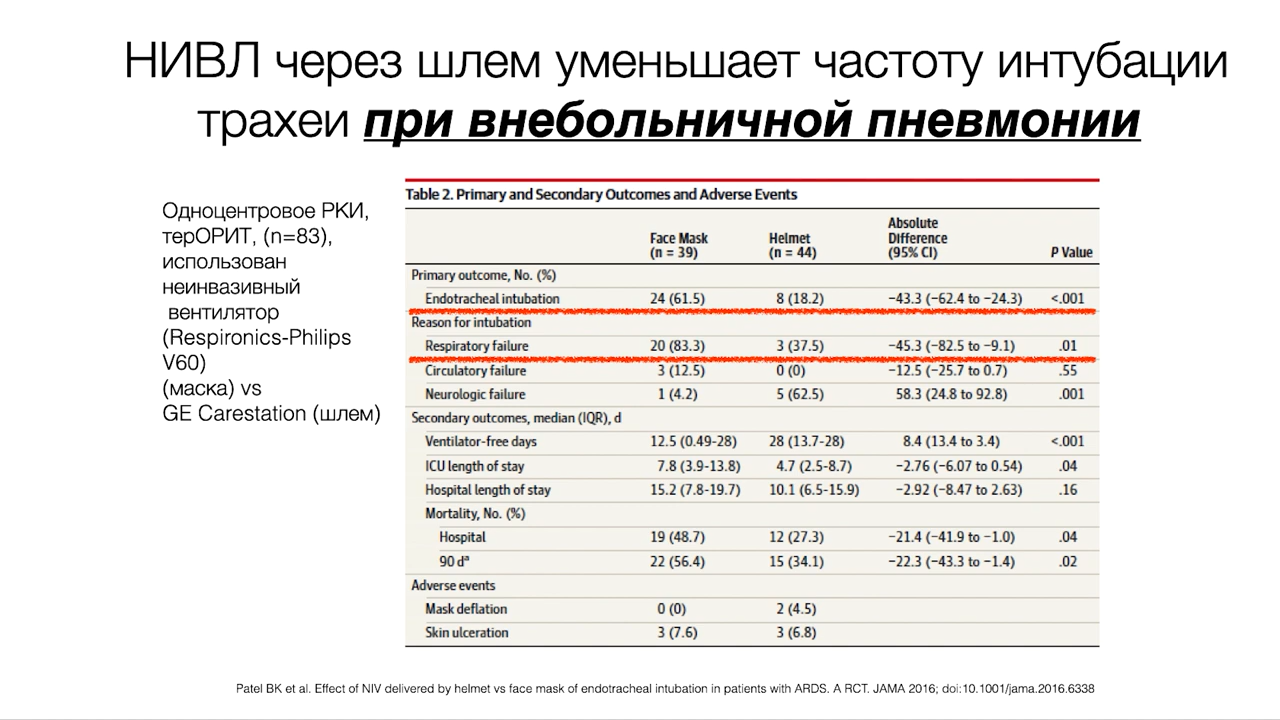 НИВЛ через шлем уменьшает частоту интубации
трахеи при внебольничной пневмонии
Одноцентровое РКИ,
терОРИТ, (n=83),
использован
неинвазивный
вентилятор
(Respironics-Philips
V60)
(маска) vs
GE Carestation (шлем)
Table 2. Primary and Secondary Outcomes and Adverse Events
Face Mask (n = 39) Helmet (n = 44) Absolute Difference (95% CI) P Value
Primary outcome, No. (%)
Endotracheal intubation 24 (61.5) 8 (18.2) −43.3 (−62.4 to −24.3) <.001
Reason for intubation
Respiratory failure 20 (83.3) 3 (37.5) −45.3 (−82.5 to −9.1) .01
Circulatory failure 3 (12.5) 0 (0) −12.5 (−25.7 to 0.7) .55
Neurologic failure 1 (4.2) 5 (62.5) 58.3 (24.8 to 92.8) .001
Secondary outcomes, median (IQR), d
Ventilator-free days 12.5 (0.49-28) 28 (13.7-28) 8.4 (13.4 to 3.4) <.001
ICU length of stay 7.8 (3.9-13.8) 4.7 (2.5-8.7) −2.76 (−6.07 to 0.54) .04
Hospital length of stay 15.2 (7.8-19.7) 10.1 (6.5-15.9) −2.92 (−8.47 to 2.63) .16
Mortality, No. (%)
Hospital 19 (48.7) 12 (27.3) −21.4 (−41.9 to −1.0) .04
90 dª 22 (56.4) 15 (34.1) −22.3 (−43.3 to −1.4) .02
Adverse events
Mask deflation 0 (0) 2 (4.5)
Skin ulceration 3 (7.6) 3 (6.8)
Patel BK et al. Effect of NIV delivered by helmet vs face mask of endotracheal intubation in patients with ARDS. A RCT. JAMA 2016; doi:10.1001/jama.2016.6338